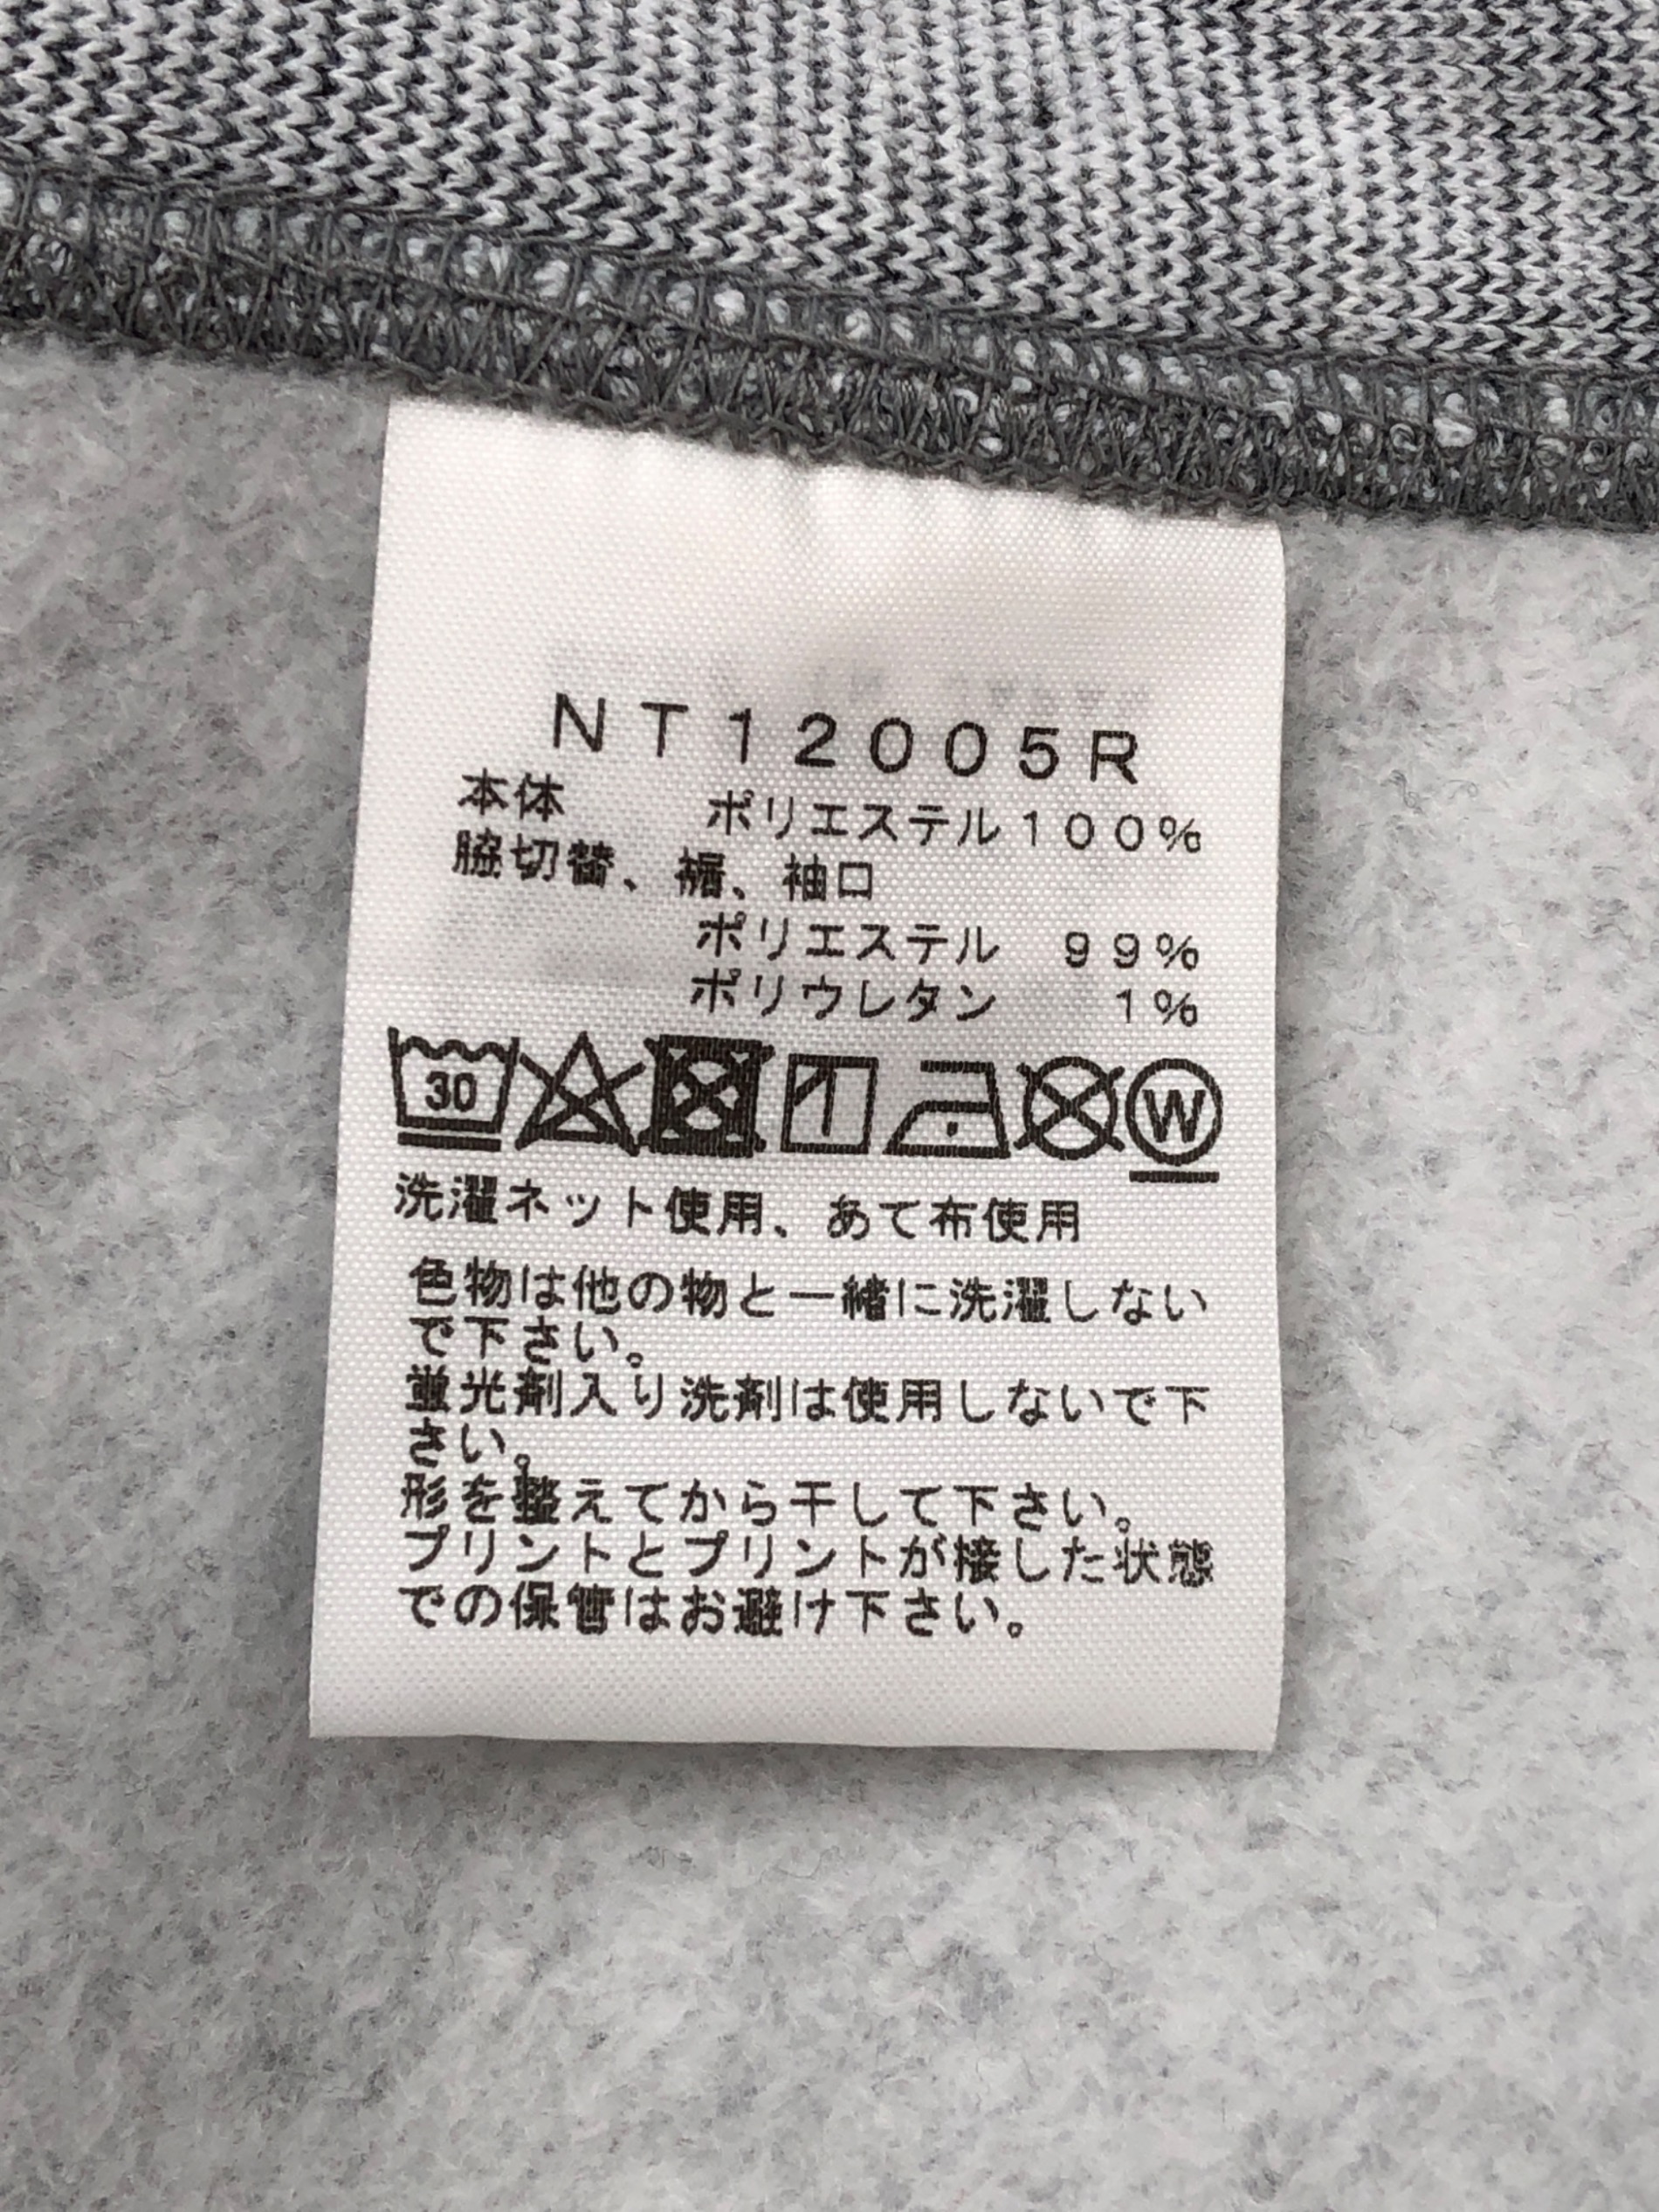 NT12005R
本体 ポリエステル100%
脇切替、裾、袖口
ポリエステル 99%
ポリウレタン 1%
30 W
洗濯ネット使用、あて布使用
色物は他の物と一緒に洗濯しない
で下さい。
蛍光剤入り洗剤は使用しないで下
さい。
形を整えてから干して下さい。
プリントとプリントが接した状態
での保管はお避け下さい。